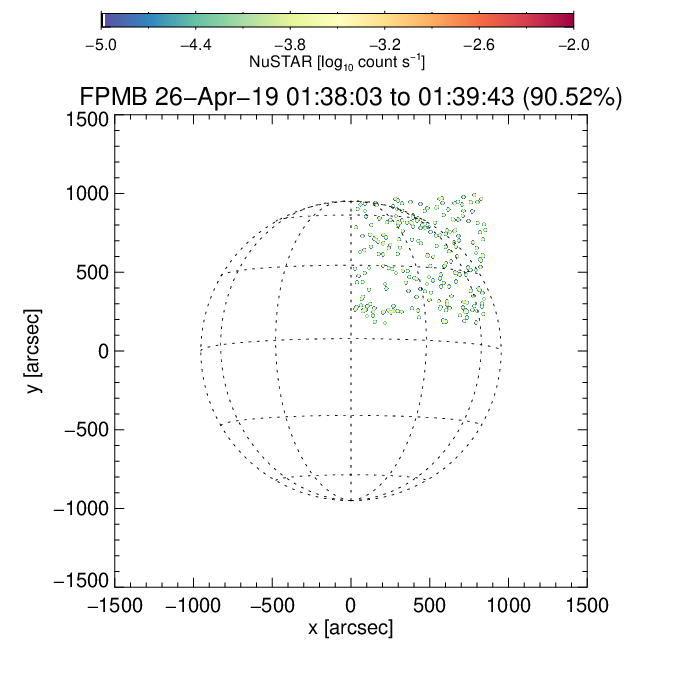 −5.0 −4.4 −3.8 −3.2 −2.6 −2.0
NuSTAR [log10 count s−1]
FPMB 26−Apr−19 01:38:03 to 01:39:43 (90.52%)
1500
1000
500
0
−500
−1000
−1500
y [arcsec]
−1500 −1000 −500 0 500 1000 1500
x [arcsec]